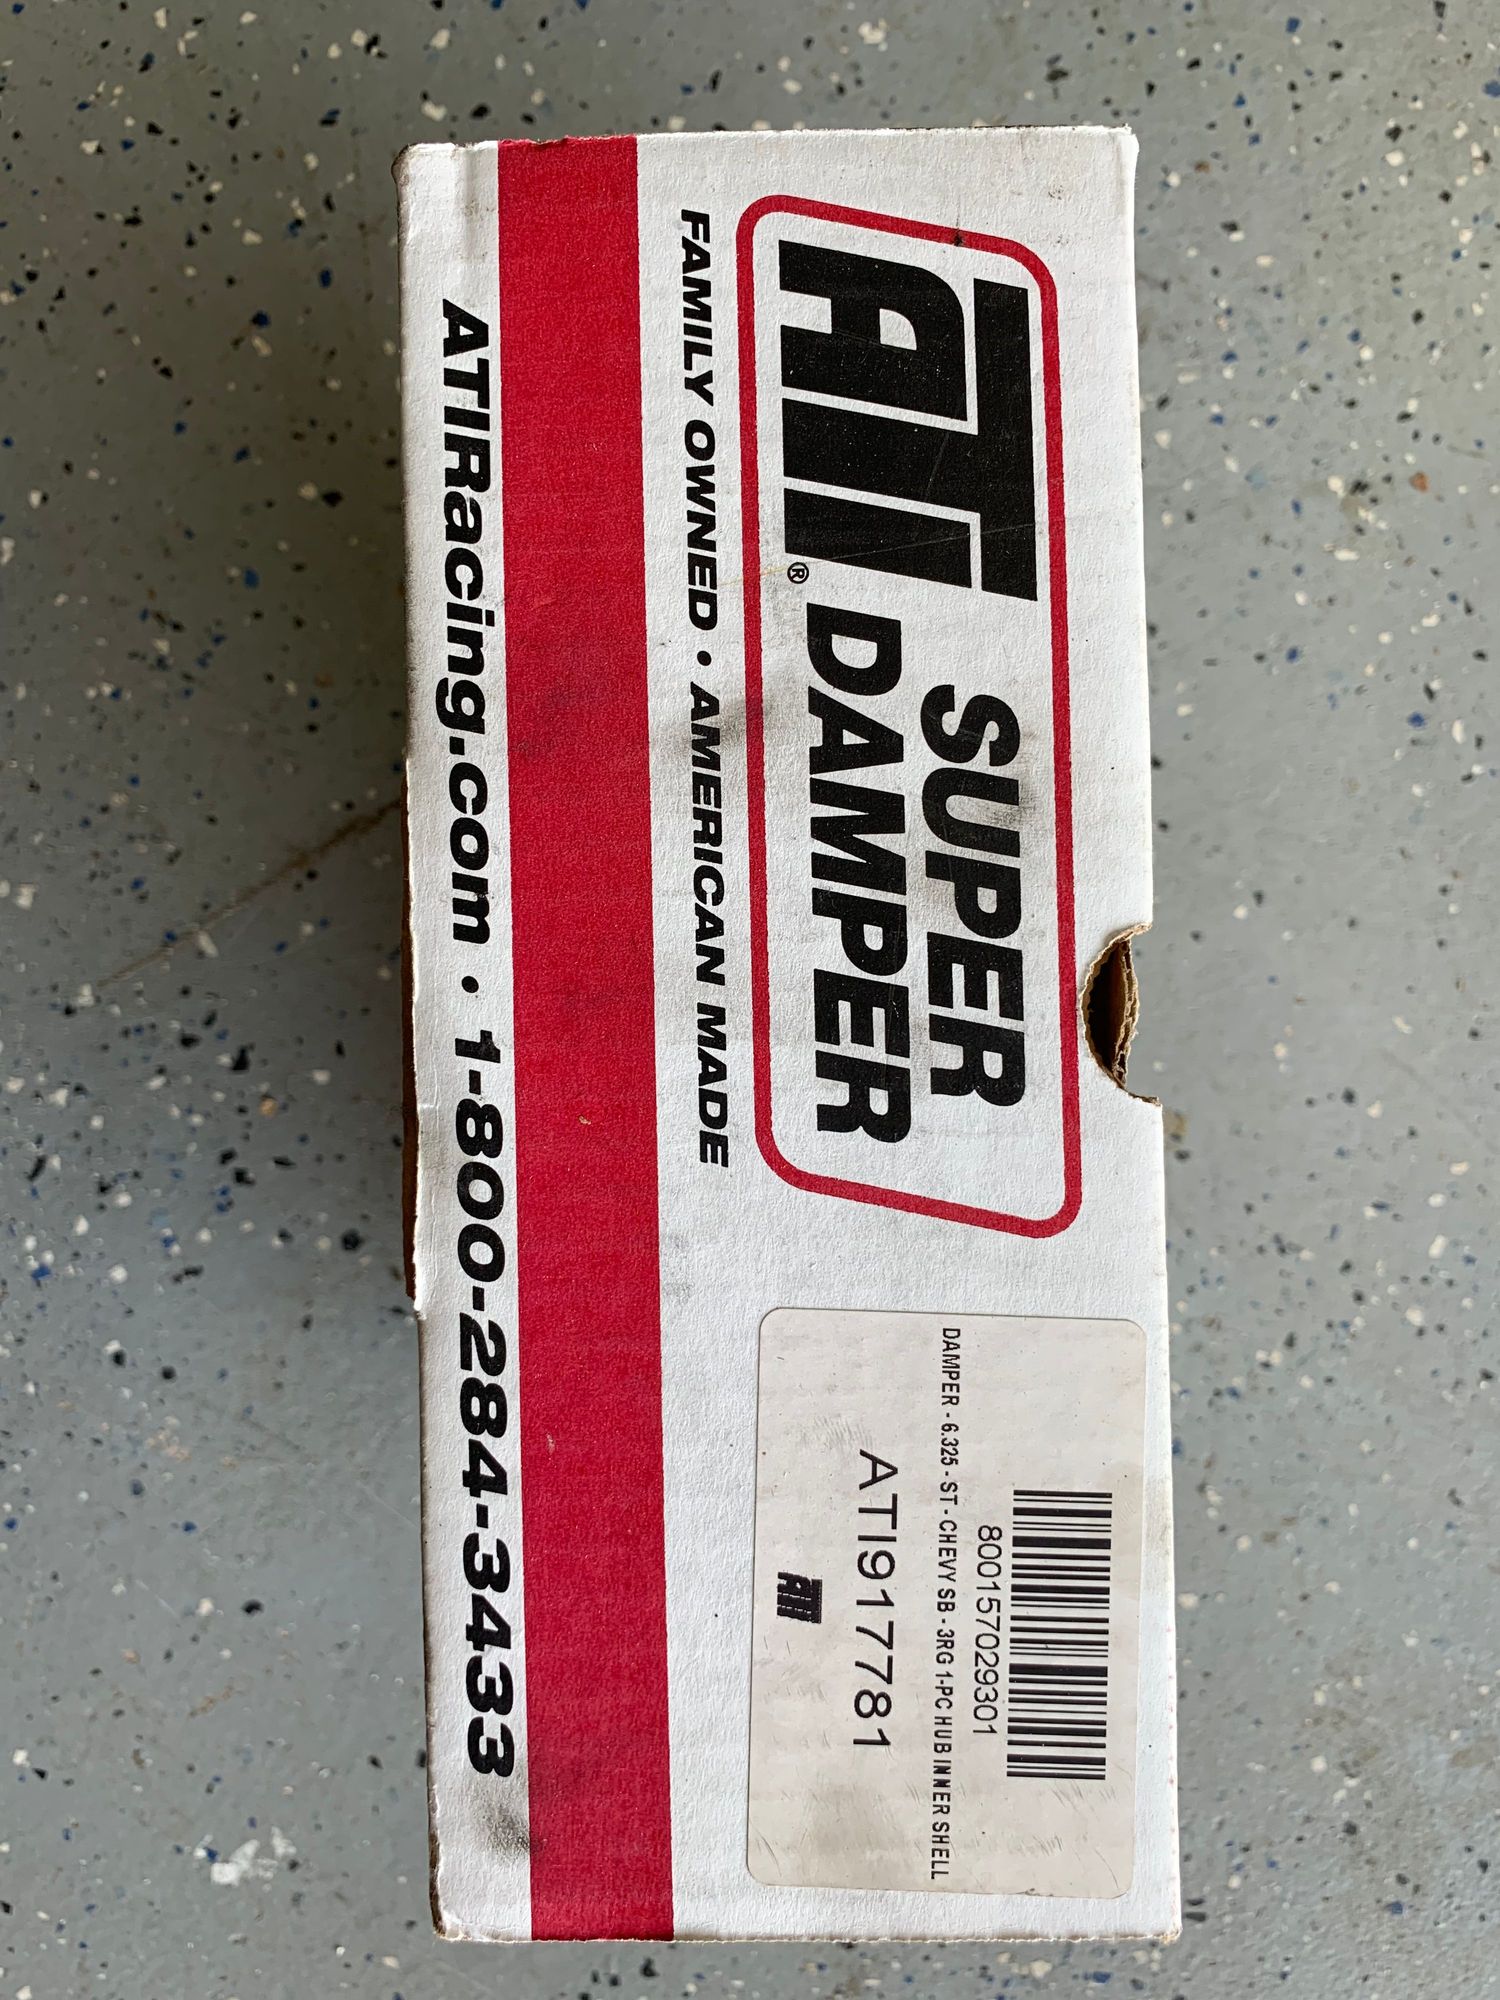 ATI® SUPER
DAMPER
FAMILY OWNED • AMERICAN MADE
ATIRacing.com • 1-800-284-3433
800157029301
DAMPER - 6.325 - ST - CHEVY SB - 3RG 1-PC HUB INNER SHELL
ATI917781
ATI